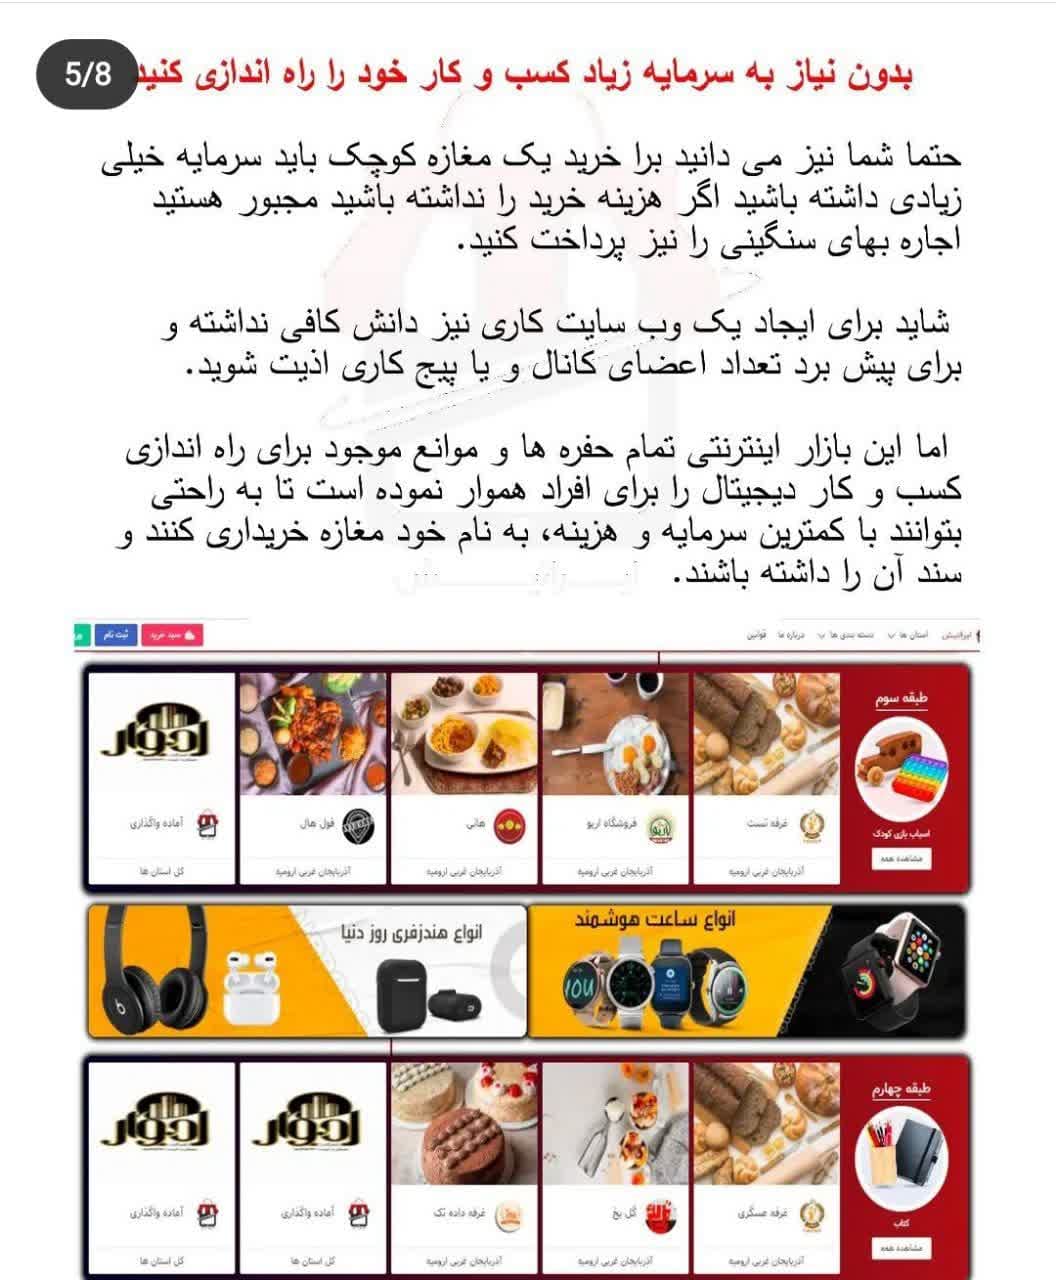 5/8
بدون نیاز به سرمایه زیاد کسب و کار خود را راه اندازی کنید
حتما شما نیز می دانید برا خرید یک مغازه کوچک باید سرمایه خیلی
زیادی داشته باشید اگر هزینه خرید را نداشته باشید مجبور هستید
اجاره بهای سنگینی را نیز پرداخت کنید.
شاید برای ایجاد یک وب سایت کاری نیز دانش کافی نداشته و
برای پیش برد تعداد اعضای کانال و یا پیج کاری اذیت شوید.
اما این بازار اینترنتی تمام حفره ها و موانع موجود برای راه اندازی
کسب و کار دیجیتال را برای افراد هموار نموده است تا به راحتی
بتوانند با کمترین سرمایه و هزینه، به نام خود مغازه خریداری کنند و
سند آن را داشته باشند.
ایرانیش استان ها دسته بندی ها درباره ما قوانین سبد خرید ثبت نام
طبقه سوم
اسباب بازی کودک
مشاهده همه
غرفه تست فروشگاه اریو هانی فول هال آماده واگذاری
آذربایجان غربی ارومیه آذربایجان غربی ارومیه آذربایجان غربی ارومیه آذربایجان غربی ارومیه کل استان ها
انواع ساعت هوشمند
انواع هندزفری روز دنیا
طبقه چهارم
کتاب
مشاهده همه
غرفه عسگری گل یخ غرفه داده تک آماده واگذاری آماده واگذاری
آذربایجان غربی ارومیه آذربایجان غربی ارومیه آذربایجان غربی ارومیه کل استان ها کل استان ها